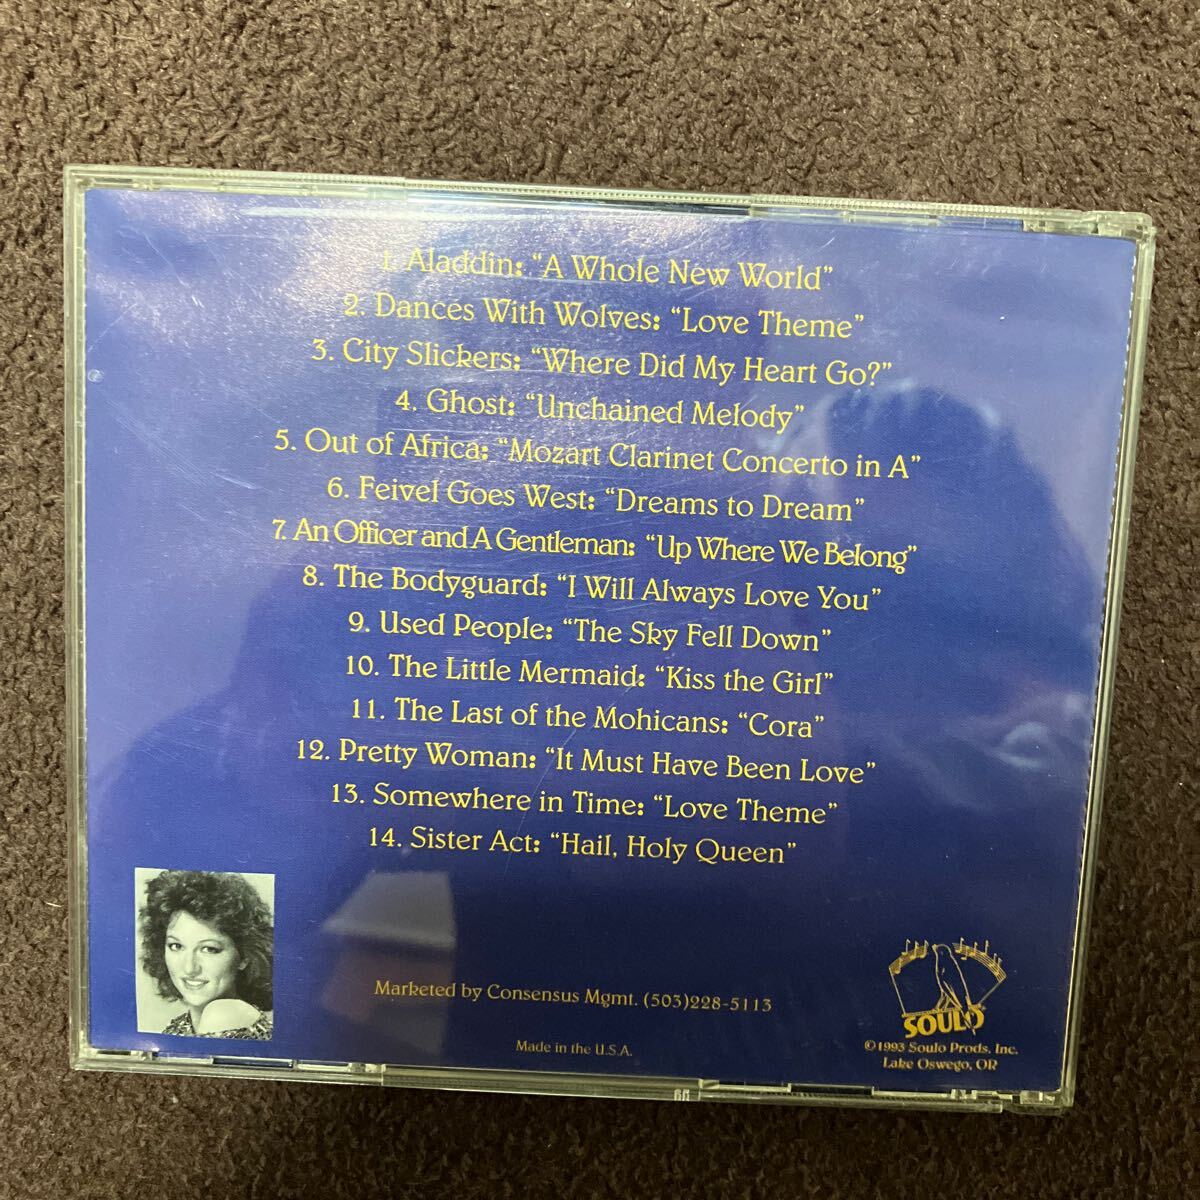 1. Aladdin: “A Whole New World”
2. Dances With Wolves: “Love Theme”
3. City Slickers: “Where Did My Heart Go?”
4. Ghost: “Unchained Melody”
5. Out of Africa: “Mozart Clarinet Concerto in A”
6. Feivel Goes West: “Dreams to Dream”
7. An Officer and A Gentleman: “Up Where We Belong”
8. The Bodyguard: “I Will Always Love You”
9. Used People: “The Sky Fell Down”
10. The Little Mermaid: “Kiss the Girl”
11. The Last of the Mohicans: “Cora”
12. Pretty Woman: “It Must Have Been Love”
13. Somewhere in Time: “Love Theme”
14. Sister Act: “Hail, Holy Queen”
Marketed by Consensus Mgmt. (503)228-5113
Made in the U.S.A.
SOULO
©1993 Soulo Prods, Inc.
Lake Oswego, OR